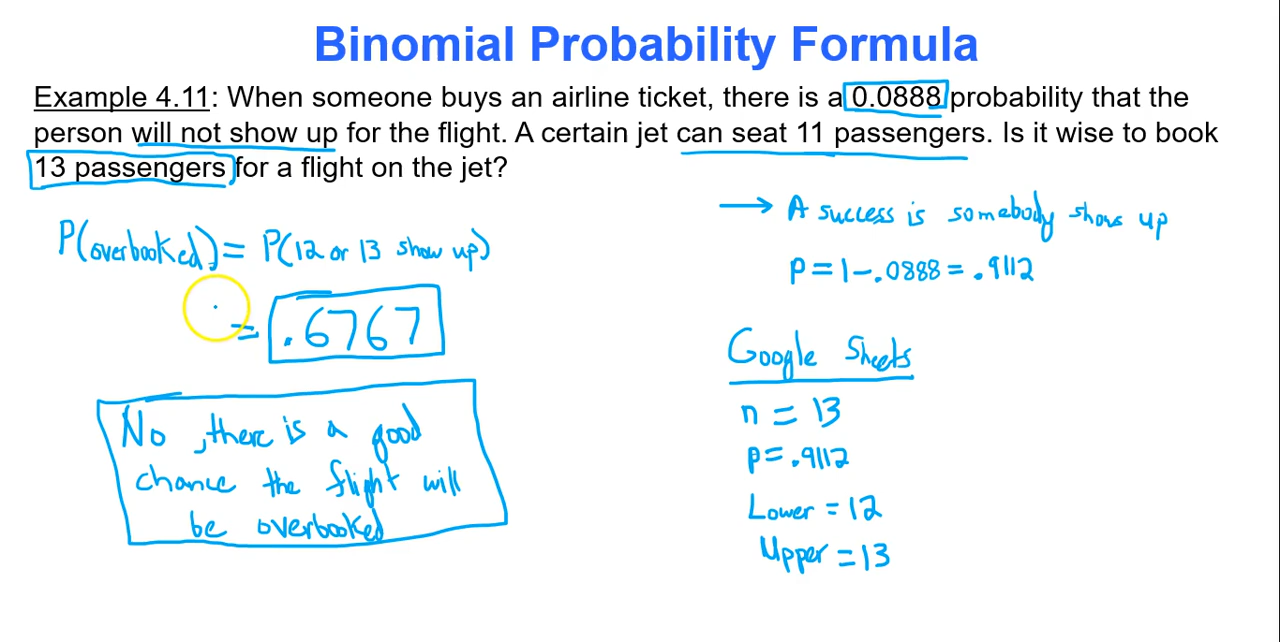 Binomial Probability Formula
Example 4.11: When someone buys an airline ticket, there is a 0.0888 probability that the
person will not show up for the flight. A certain jet can seat 11 passengers. Is it wise to book
13 passengers for a flight on the jet?
→ A success is somebody shows up
P(overbooked) = P(12 or 13 show up)
p = 1 - .0888 = .9112
= .6767
Google Sheets
No, there is a good
chance the flight will
be overbooked
n = 13
p = .9112
Lower = 12
Upper = 13